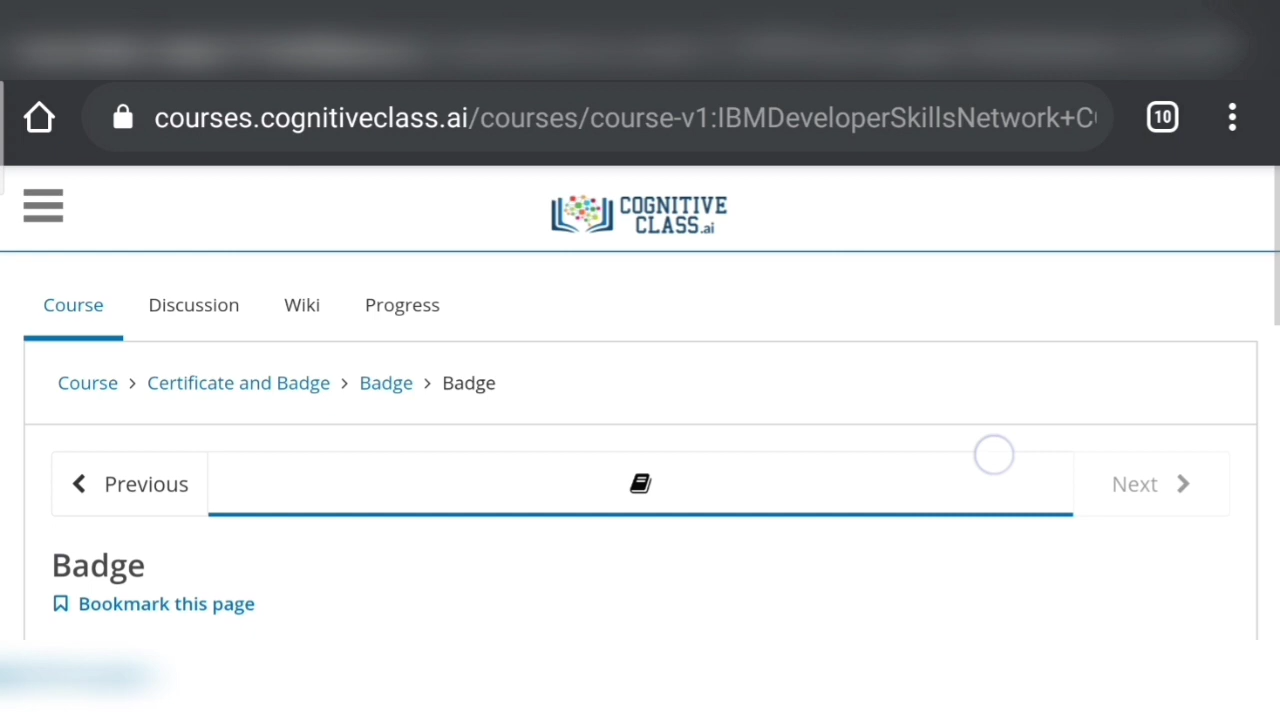 courses.cognitiveclass.ai/courses/course-v1:IBMDeveloperSkillsNetwork+C
10
COGNITIVE
CLASS.ai
Course Discussion Wiki Progress
Course > Certificate and Badge > Badge > Badge
Previous
Next
Badge
Bookmark this page